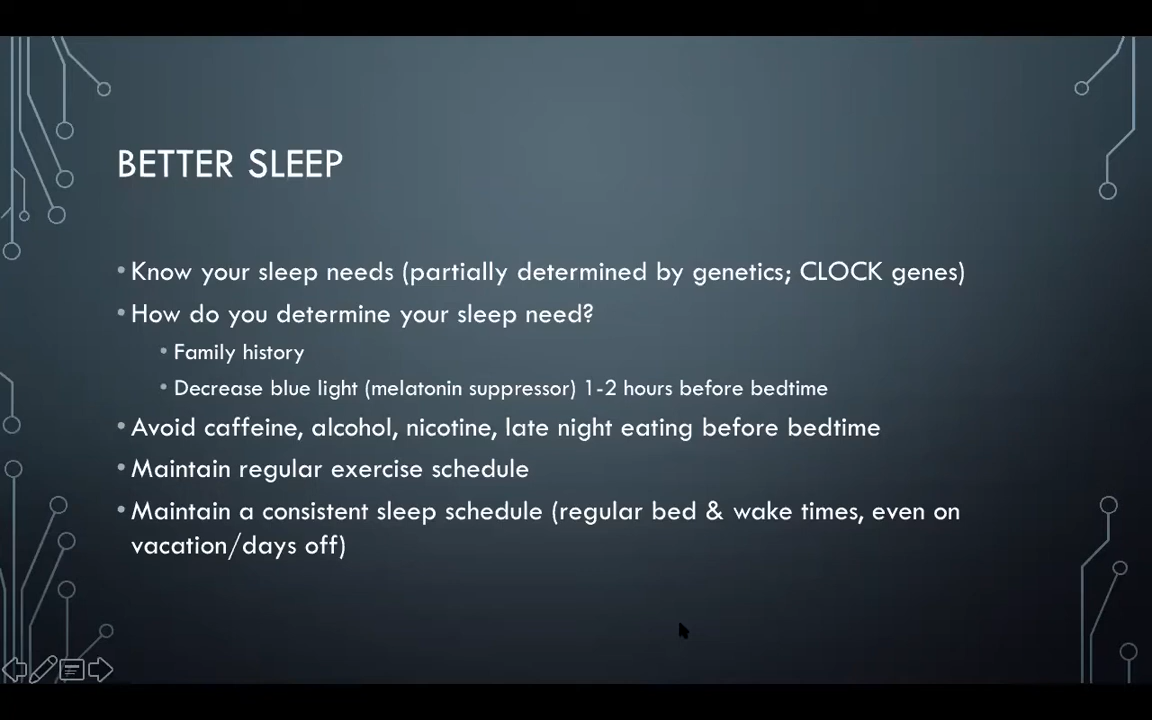 BETTER SLEEP
• Know your sleep needs (partially determined by genetics; CLOCK genes)
• How do you determine your sleep need?
• Family history
• Decrease blue light (melatonin suppressor) 1-2 hours before bedtime
• Avoid caffeine, alcohol, nicotine, late night eating before bedtime
• Maintain regular exercise schedule
• Maintain a consistent sleep schedule (regular bed & wake times, even on
vacation/days off)